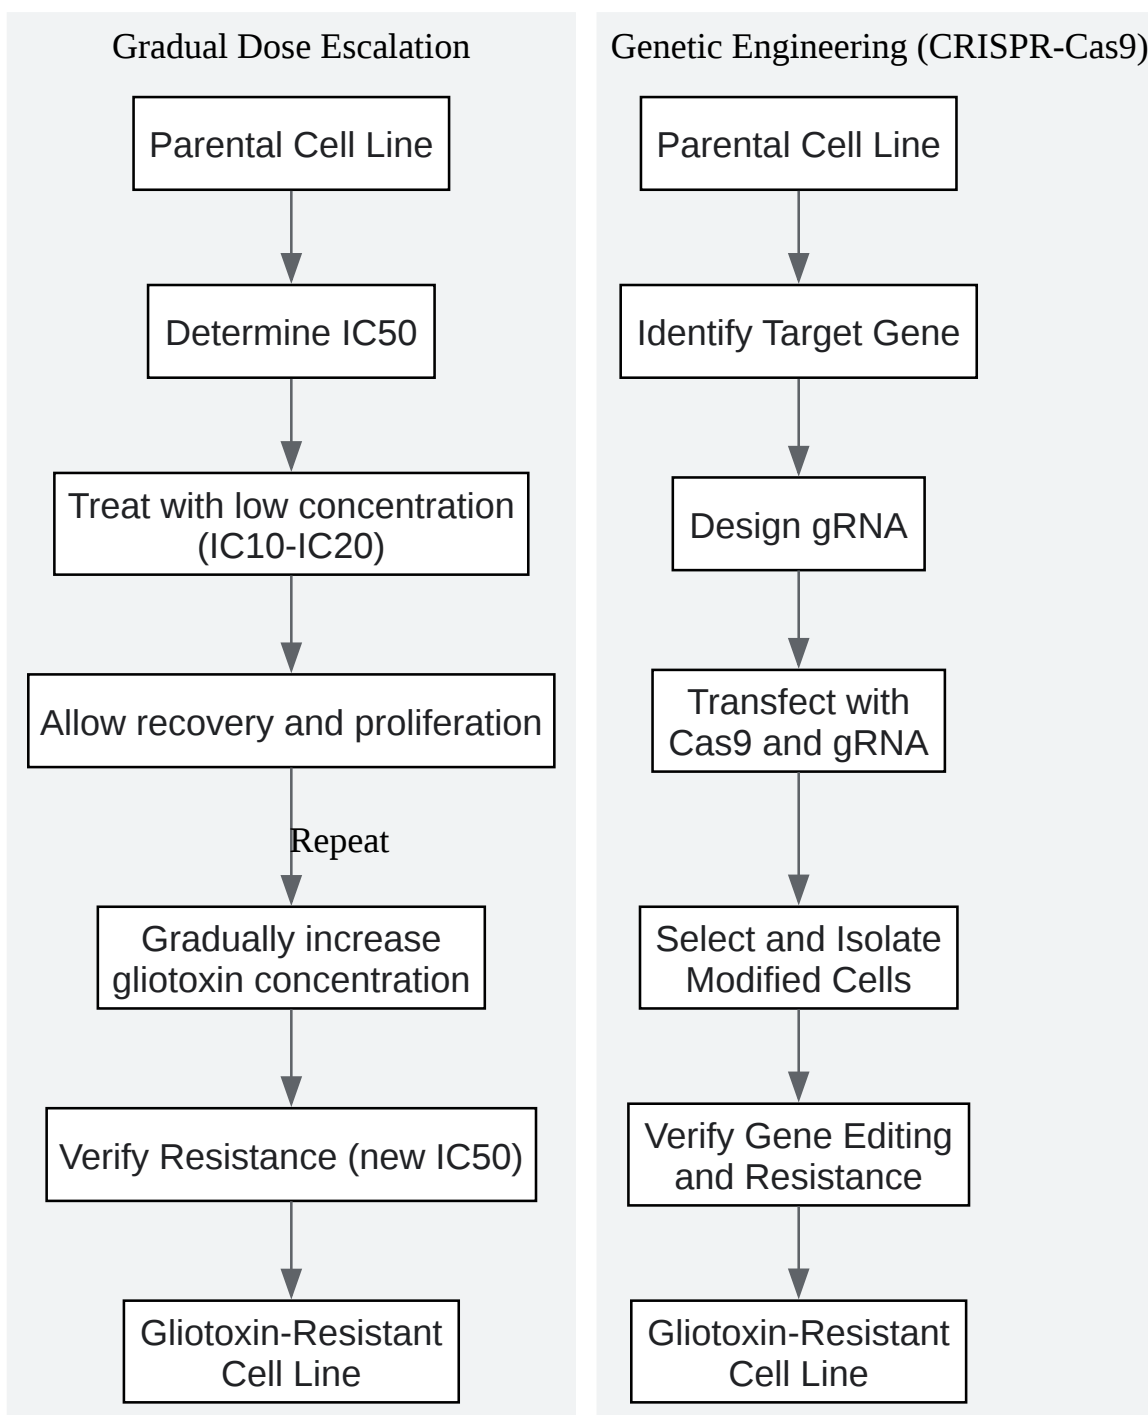 Gradual Dose Escalation
Parental Cell Line
Determine IC50
Treat with low concentration
(IC10-IC20)
Allow recovery and proliferation
Repeat
Gradually increase
gliotoxin concentration
Verify Resistance (new IC50)
Gliotoxin-Resistant
Cell Line
Genetic Engineering (CRISPR-Cas9)
Parental Cell Line
Identify Target Gene
Design gRNA
Transfect with
Cas9 and gRNA
Select and Isolate
Modified Cells
Verify Gene Editing
and Resistance
Gliotoxin-Resistant
Cell Line